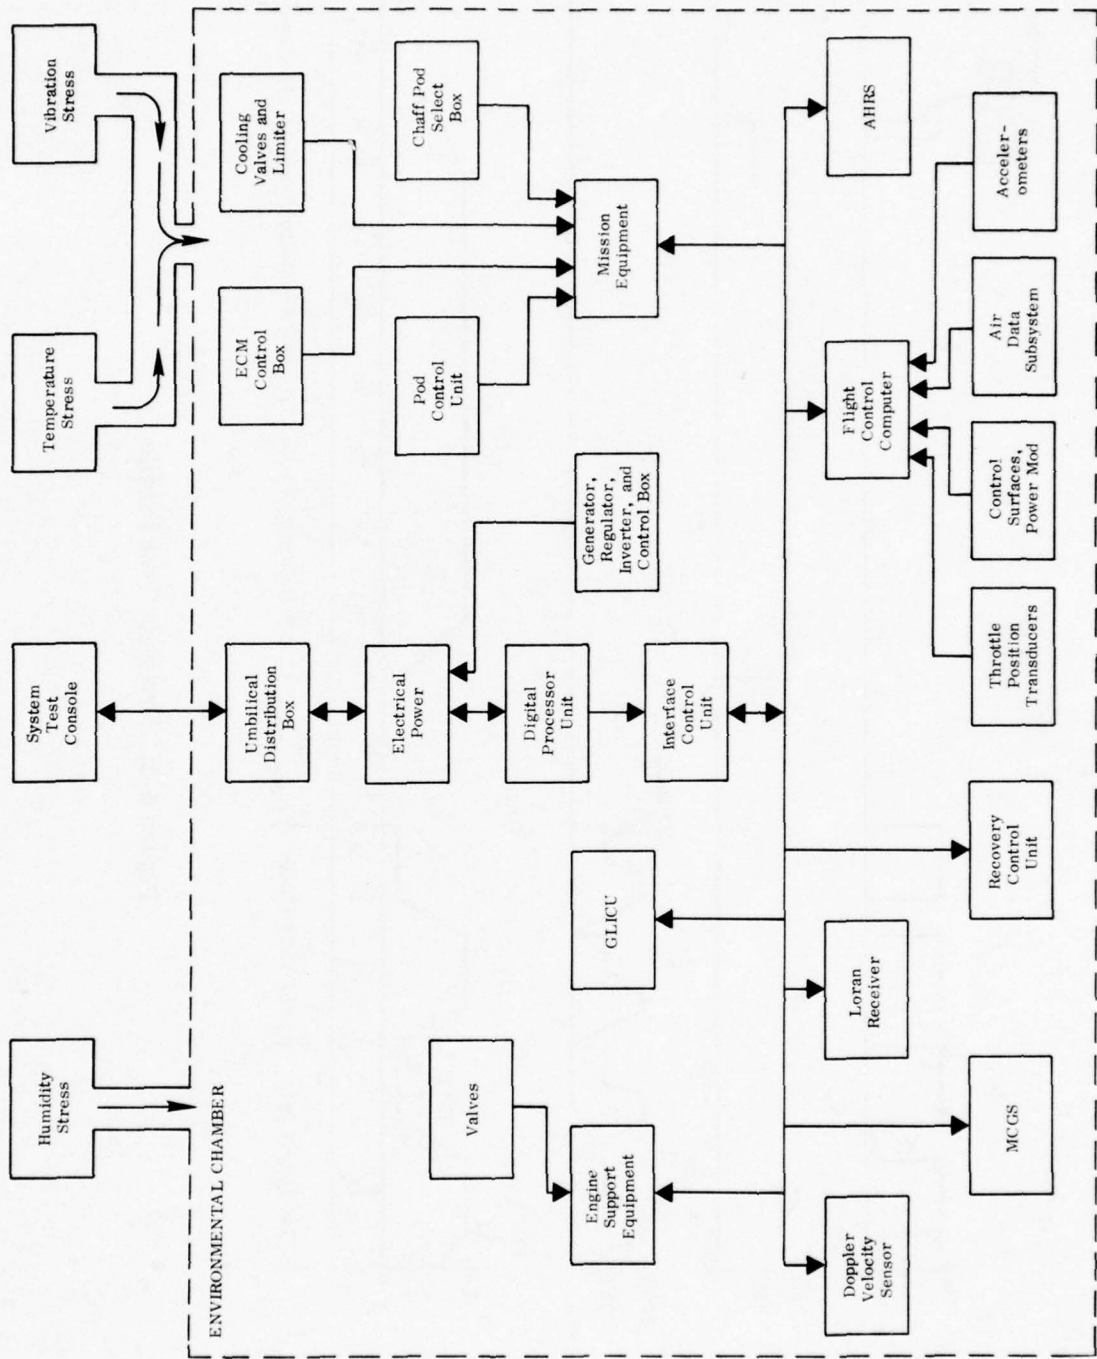 Humidity
Stress
System
Test
Console
Temperature
Stress
Vibration
Stress
ENVIRONMENTAL CHAMBER
Umbilical
Distribution
Box
ECM
Control
Box
Cooling
Valves and
Limiter
Valves
Electrical
Power
Pod
Control
Unit
Chaff Pod
Select
Box
Engine
Support
Equipment
GLICU
Digital
Processor
Unit
Generator,
Regulator,
Inverter, and
Control Box
Mission
Equipment
Interface
Control
Unit
Doppler
Velocity
Sensor
Loran
Receiver
Flight
Control
Computer
AHRS
MCGS
Recovery
Control
Unit
Throttle
Position
Transducers
Control
Surfaces,
Power Mod
Air
Data
Subsystem
Acceler-
ometers